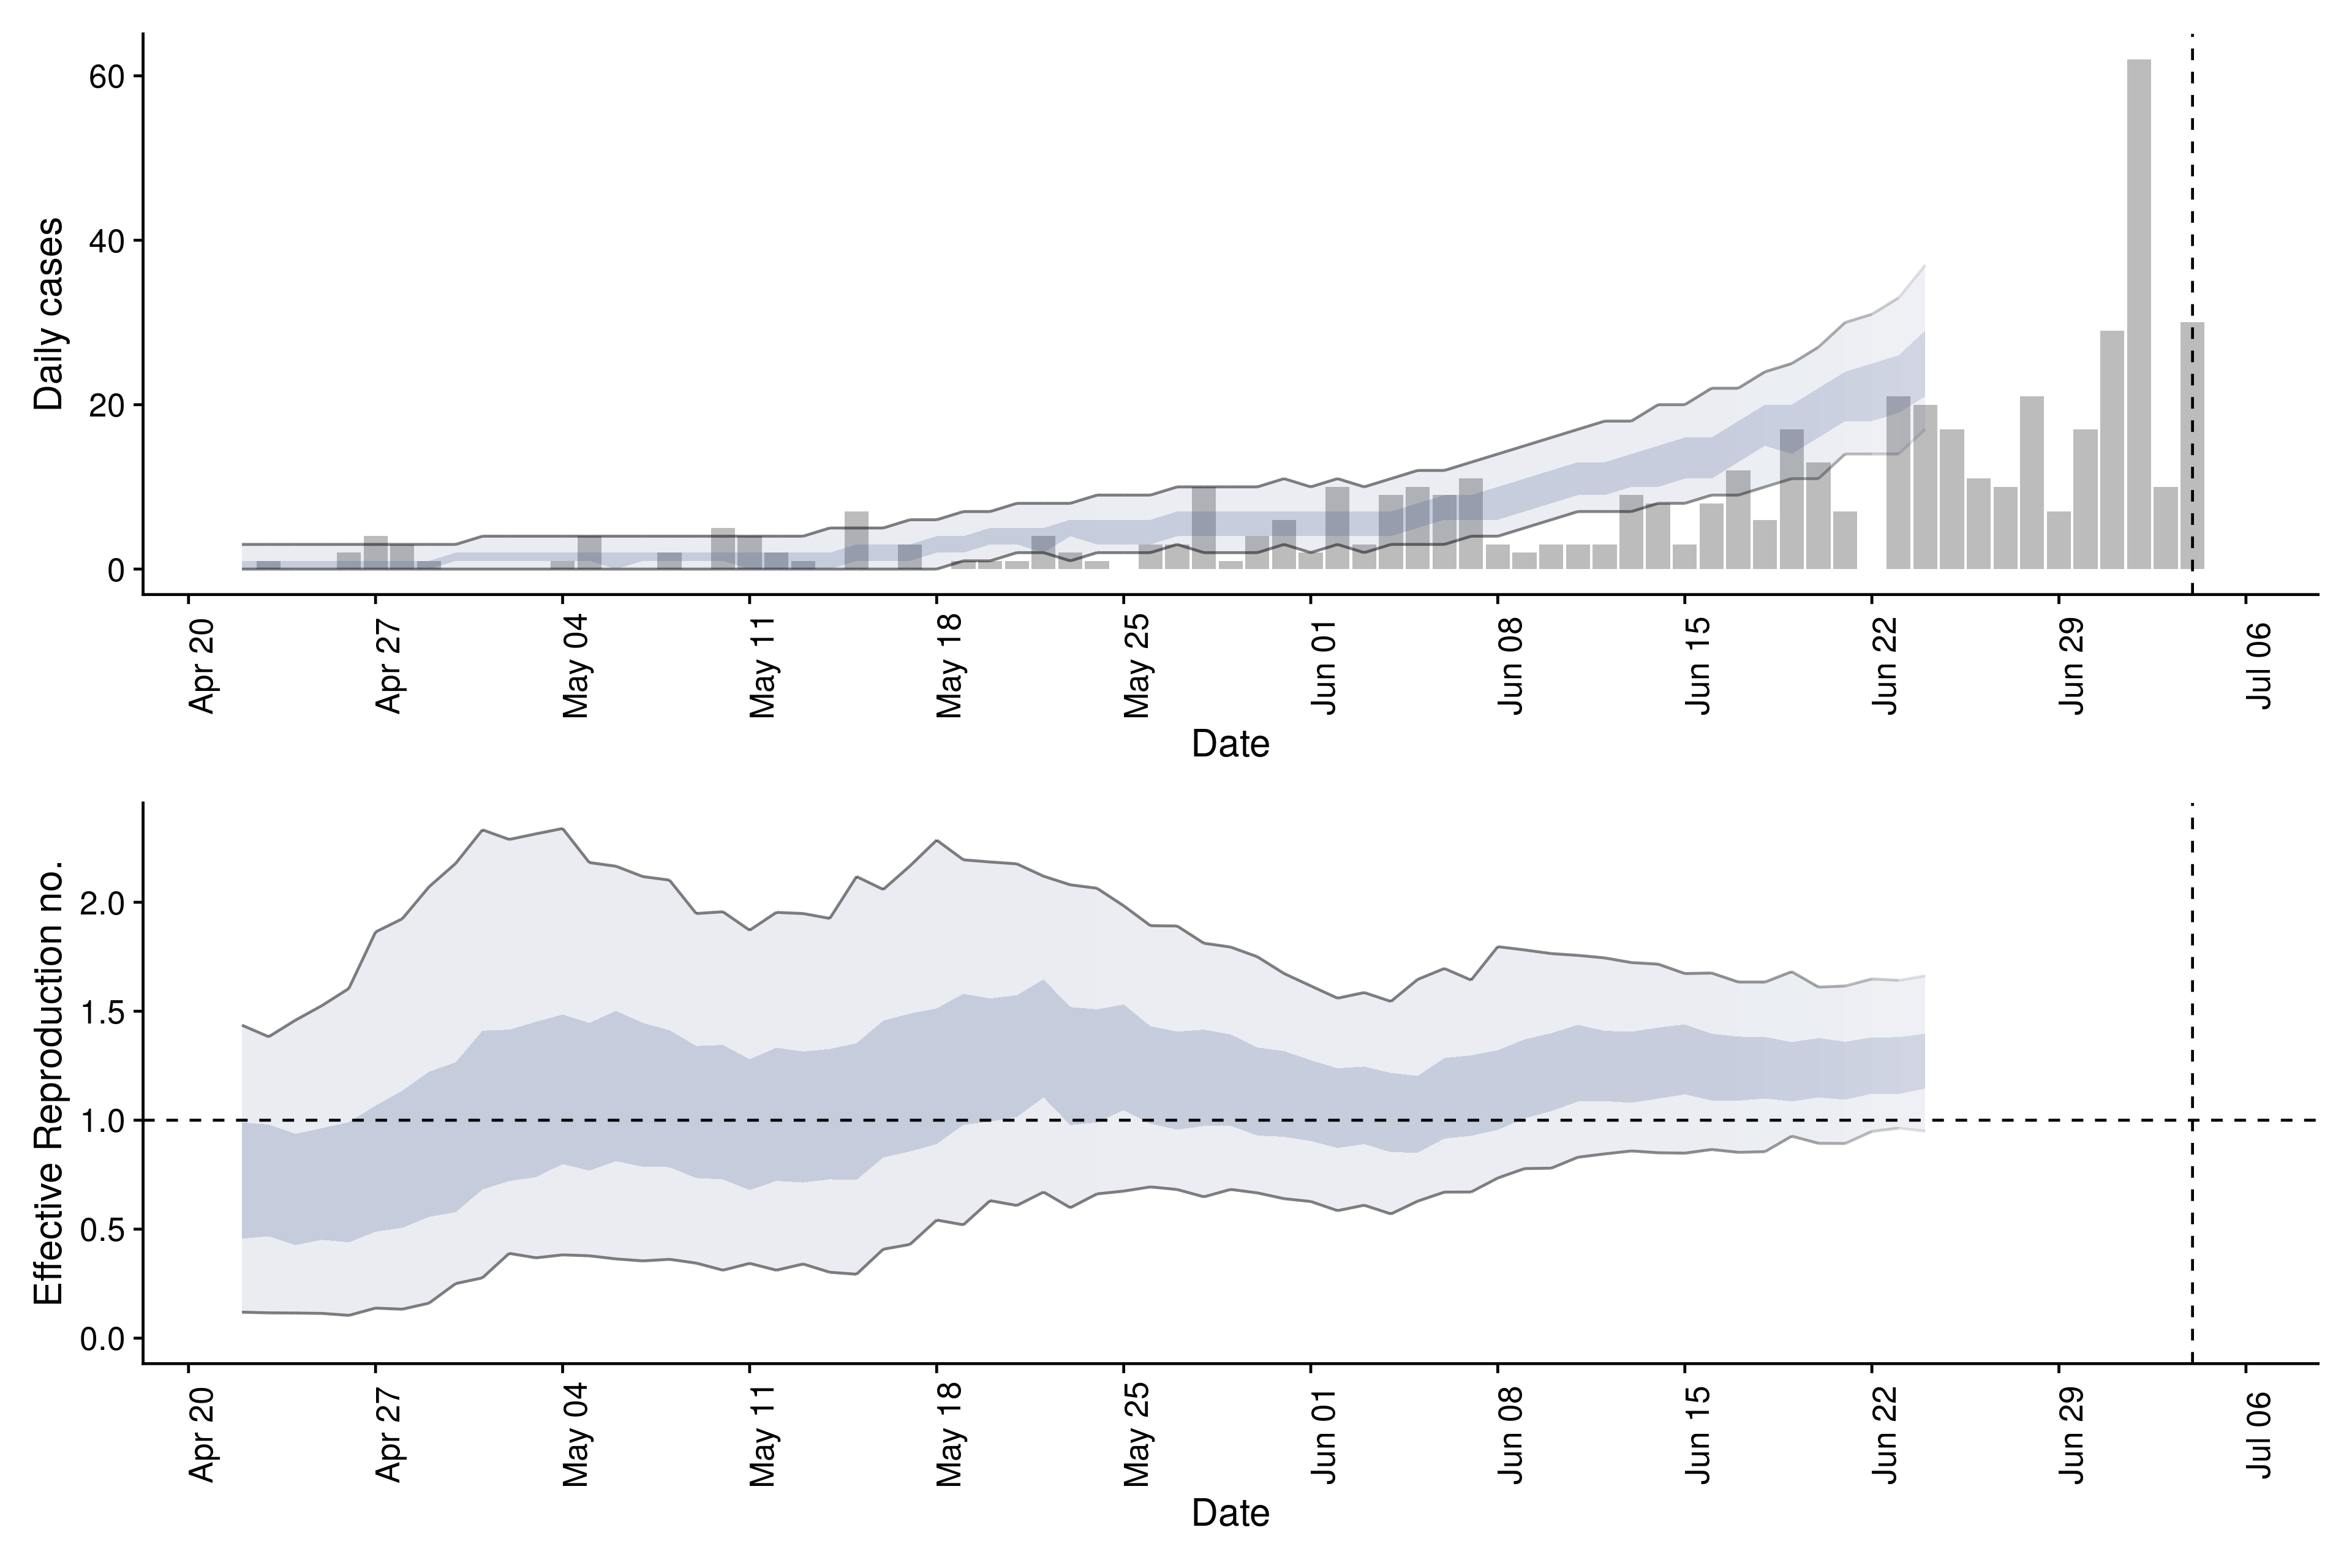 Daily cases
60
40
20
0
Apr 20
Apr 27
May 04
May 11
May 18
May 25
Jun 01
Jun 08
Jun 15
Jun 22
Jun 29
Jul 06
Date
Effective Reproduction no.
2.0
1.5
1.0
0.5
0.0
Apr 20
Apr 27
May 04
May 11
May 18
May 25
Jun 01
Jun 08
Jun 15
Jun 22
Jun 29
Jul 06
Date